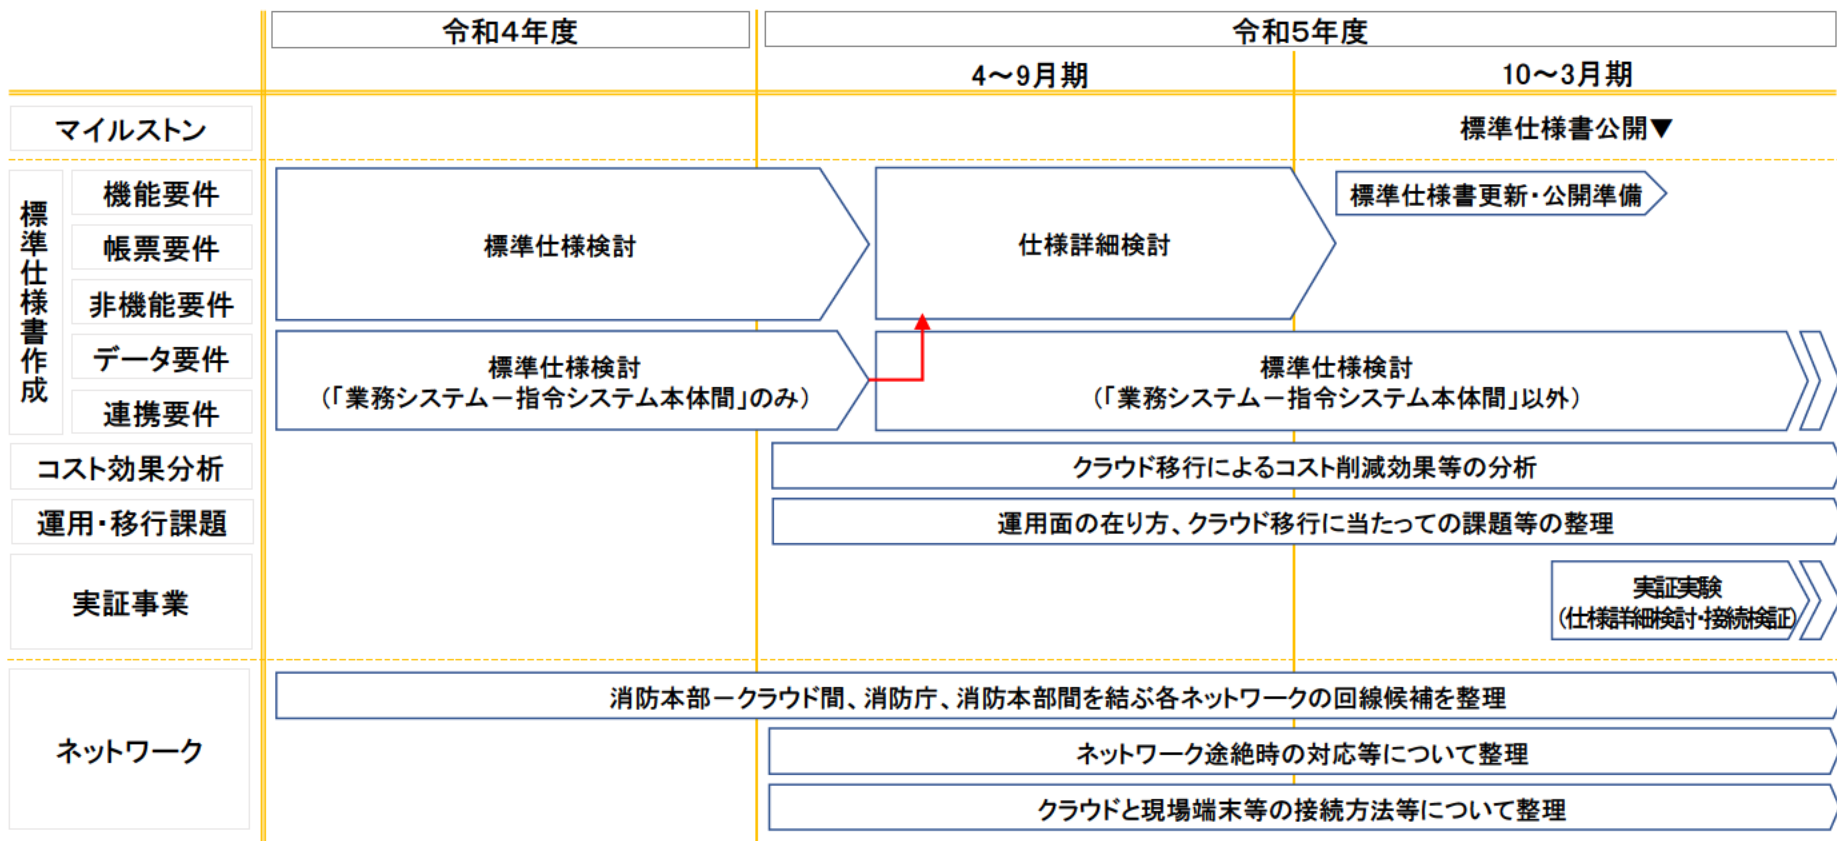 令和4年度
令和5年度
4～9月期
10～3月期
マイルストン
標準仕様書公開▼
標準仕様書作成
機能要件
帳票要件
非機能要件
データ要件
連携要件
標準仕様検討
仕様詳細検討
標準仕様書更新・公開準備
標準仕様検討
（「業務システム－指令システム本体間」のみ）
標準仕様検討
（「業務システム－指令システム本体間」以外）
コスト効果分析
クラウド移行によるコスト削減効果等の分析
運用・移行課題
運用面の在り方、クラウド移行に当たっての課題等の整理
実証事業
実証実験
（仕様詳細検討・接続検証）
ネットワーク
消防本部－クラウド間、消防庁、消防本部間を結ぶ各ネットワークの回線候補を整理
ネットワーク途絶時の対応等について整理
クラウドと現場端末等の接続方法等について整理